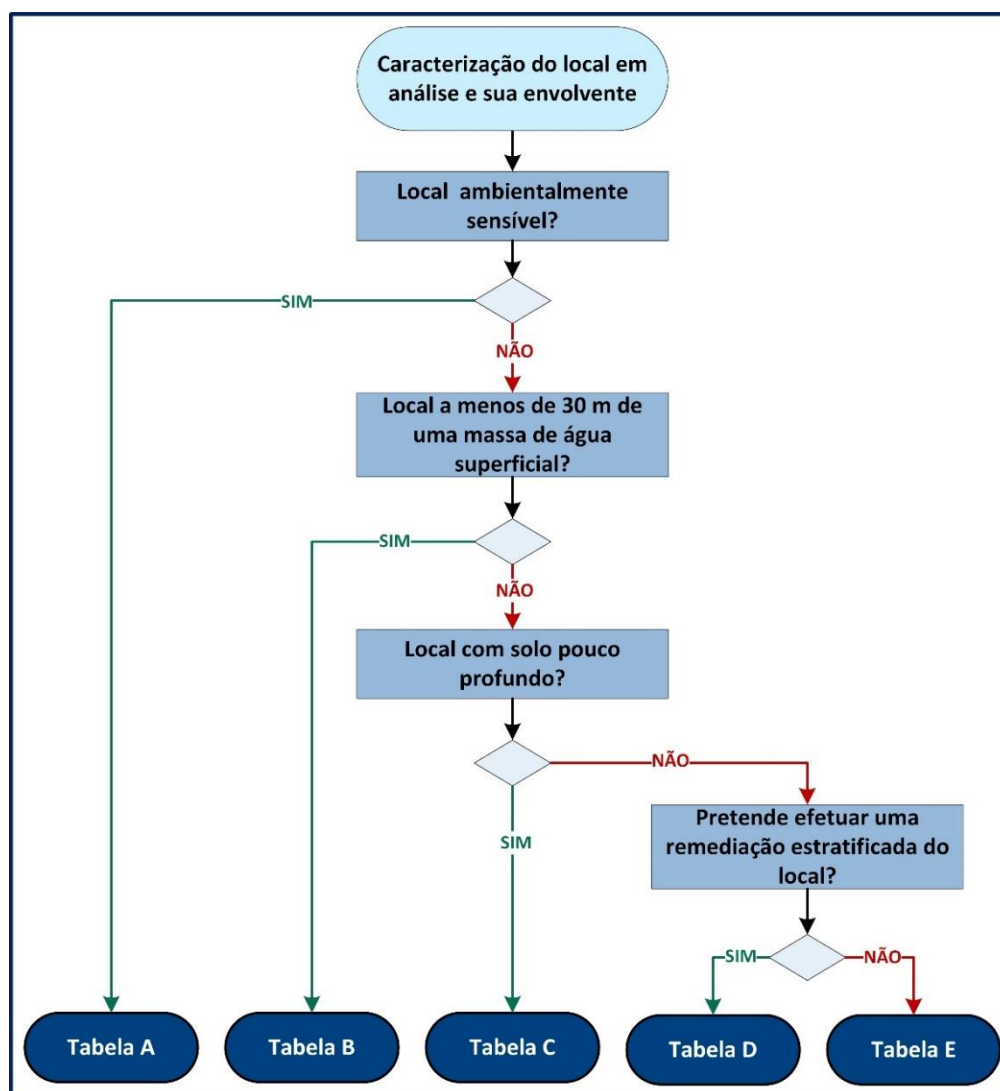 Caracterização do local em
análise e sua envolvente
Local ambientalmente
sensível?
SIM
NÃO
Local a menos de 30 m de
uma massa de água
superficial?
SIM
NÃO
Local com solo pouco
profundo?
NÃO
SIM
Pretende efetuar uma
remediação estratificada do
local?
SIM
NÃO
Tabela A
Tabela B
Tabela C
Tabela D
Tabela E